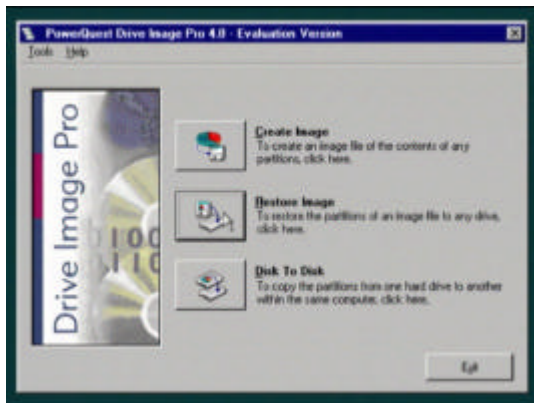 PowerQuest Drive Image Pro 4.0 - Evaluation Version
Tools Help
Drive Image Pro
Create Image
To create an image file of the contents of any
partitions, click here.
Restore Image
To restore the partitions of an image file to any drive,
click here.
Disk To Disk
To copy the partitions from one hard drive to another
within the same computer, click here.
Exit